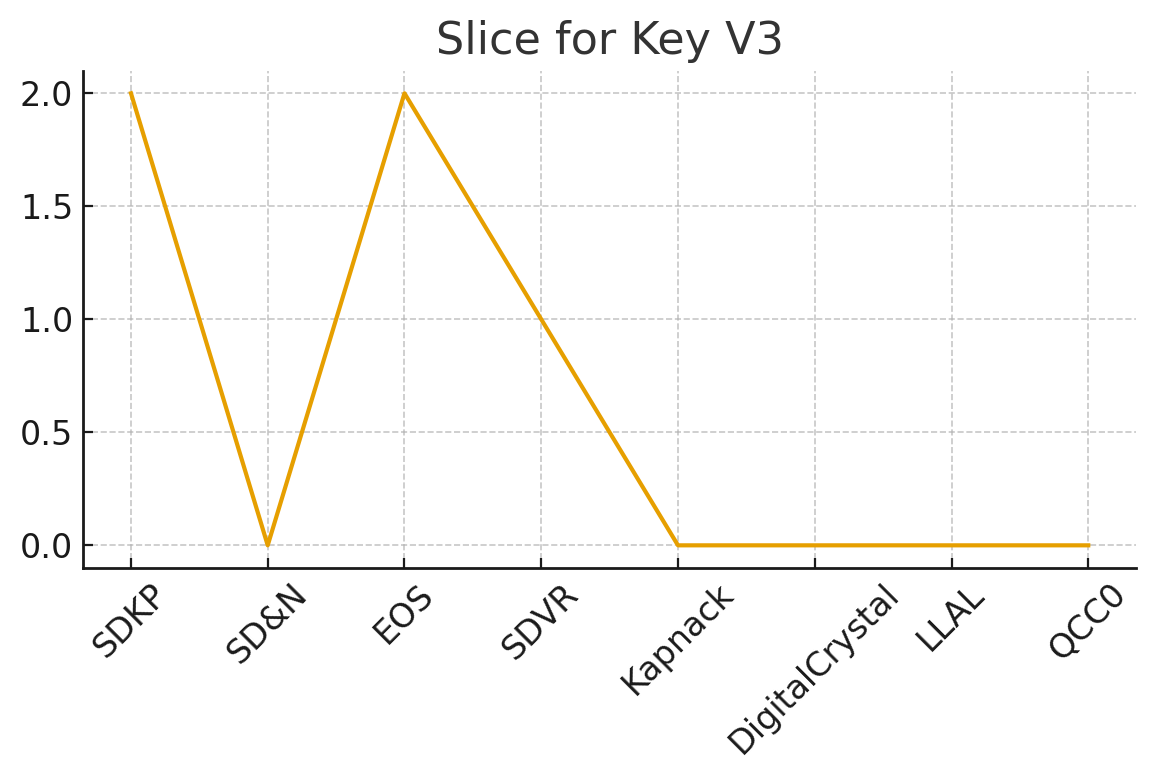 Slice for Key V3
2.0
1.5
1.0
0.5
0.0
SDKP
SD&N
EOS
SDVR
Kapnack
DigitalCrystal
LLAL
QCC0